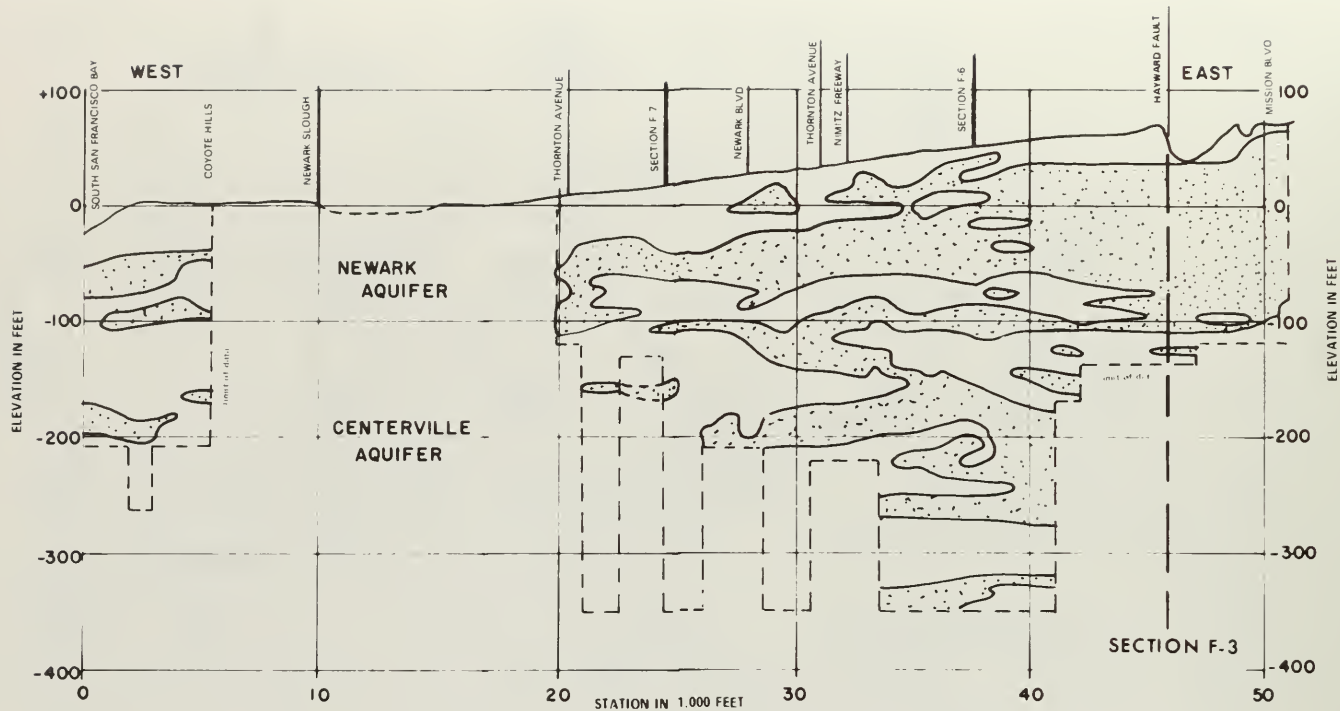 WEST
EAST
SOUTH SAN FRANCISCO BAY
COYOTE HILLS
NEWARK SLOUGH
THORNTON AVENUE
SECTION F 7
NEWARK BLVD
THORNTON AVENUE
NIMITZ FREEWAY
SECTION F-6
HAYWARD FAULT
MISSION BLVD
ELEVATION IN FEET
+100
0
-100
-200
-300
-400
NEWARK
AQUIFER
CENTERVILLE
AQUIFER
limit of data
100
0
-100
-200
-300
-400
ELEVATION IN FEET
SECTION F-3
0
10
20
30
40
50
STATION IN 1,000 FEET